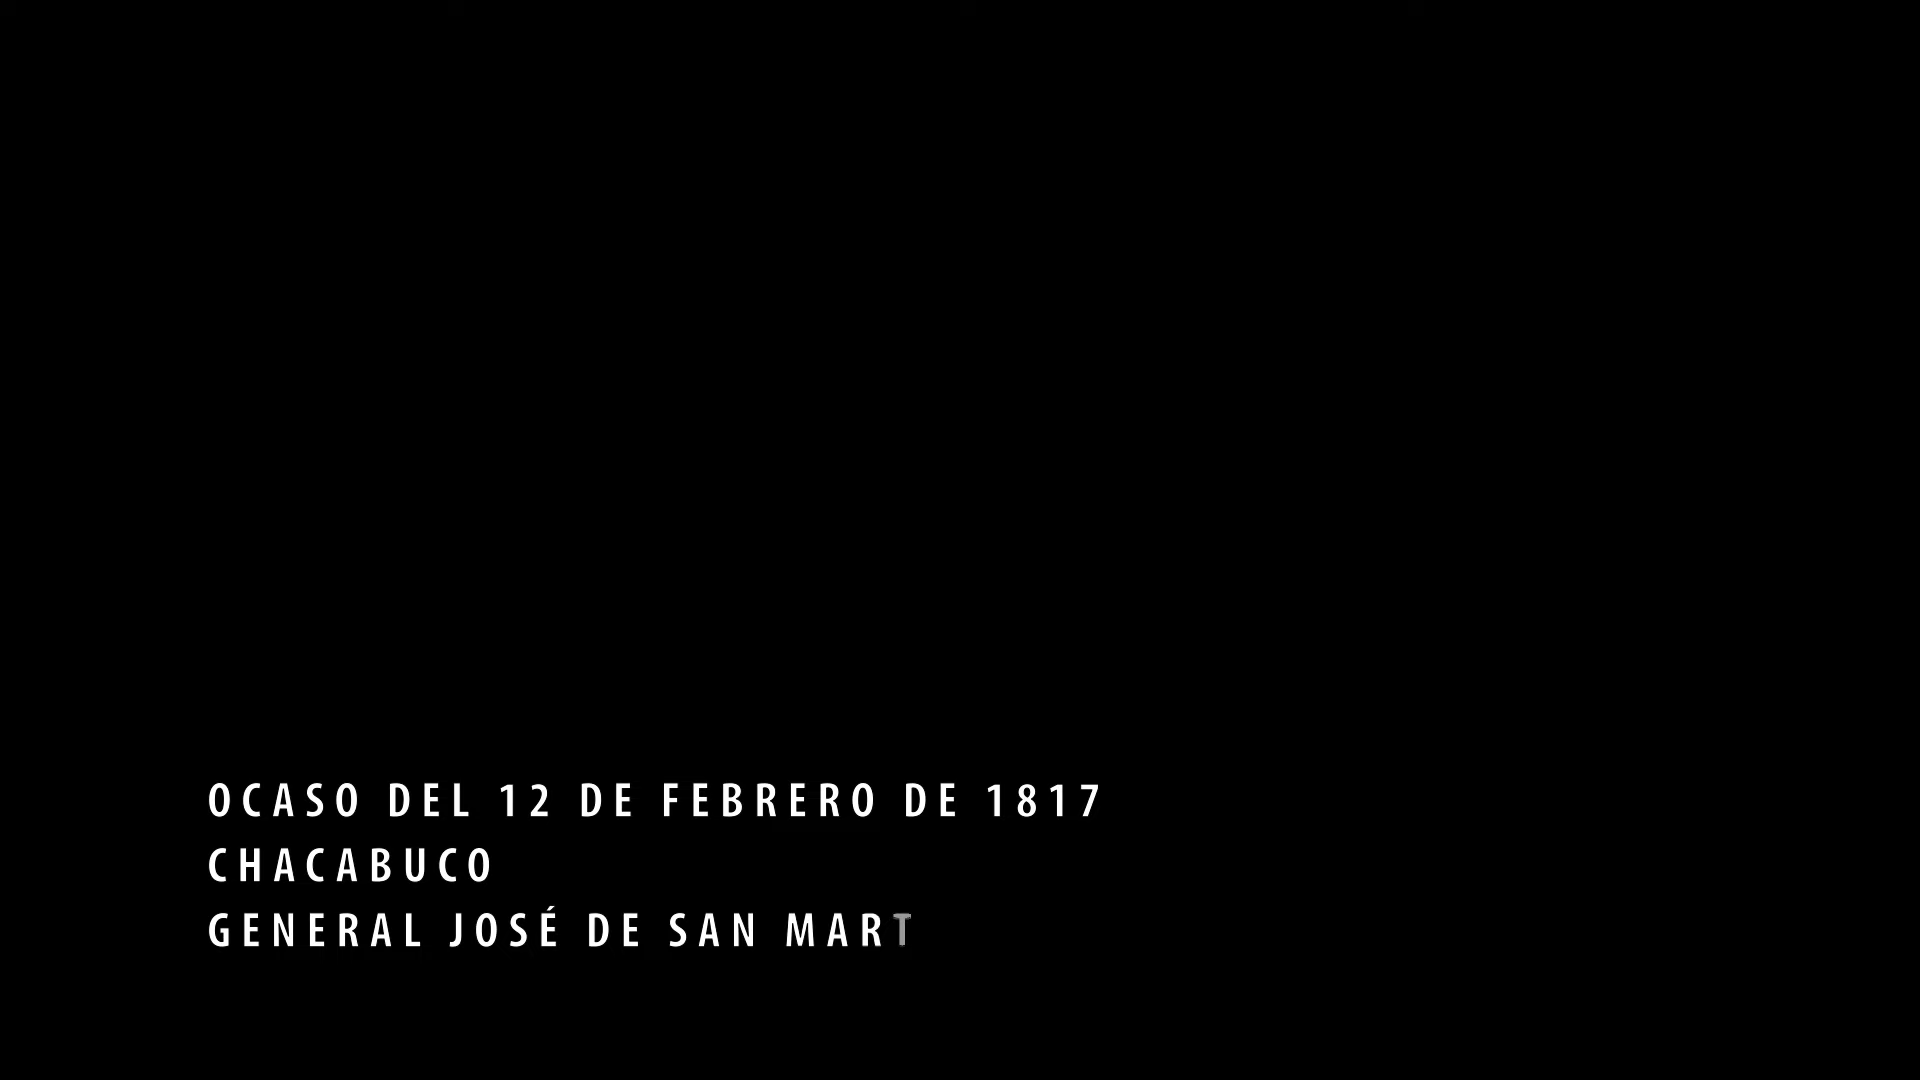 OCASO DEL 12 DE FEBRERO DE 1817
CHACABUCO
GENERAL JOSÉ DE SAN MART